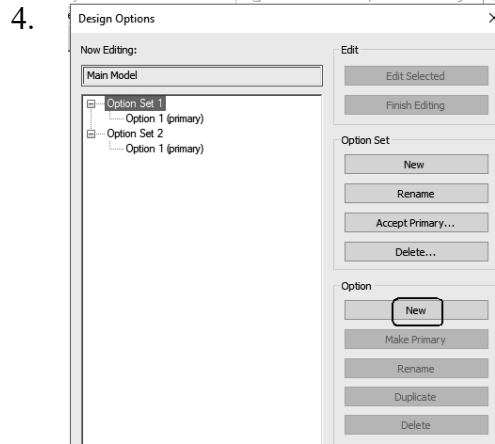 4.
Design Options
Now Editing:
Main Model
Option Set 1
Option 1 (primary)
Option Set 2
Option 1 (primary)
Edit
Edit Selected
Finish Editing
Option Set
New
Rename
Accept Primary...
Delete...
Option
New
Make Primary
Rename
Duplicate
Delete